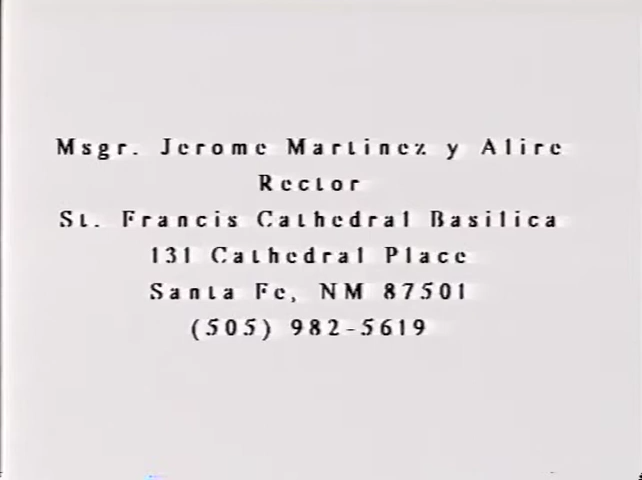 Msgr. Jerome Martinez y Alire
Rector
St. Francis Cathedral Basilica
131 Cathedral Place
Santa Fe, NM 87501
(505) 982-5619